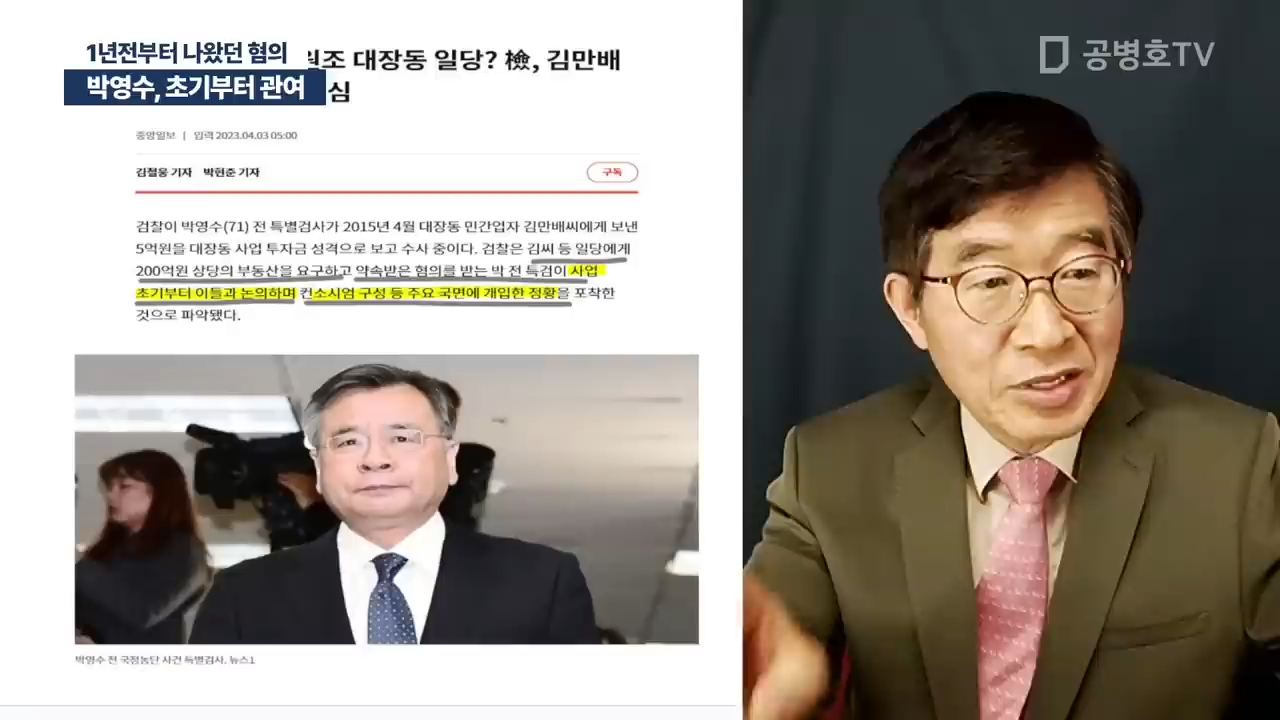 1년전부터 나왔던 혐의
박영수, 초기부터 관여
원조 대장동 일당? 檢, 김만배
심
중앙일보 | 입력 2023.04.03 05:00
김철웅 기자 박현준 기자
구독
검찰이 박영수(71) 전 특별검사가 2015년 4월 대장동 민간업자 김만배씨에게 보낸
5억원을 대장동 사업 투자금 성격으로 보고 수사 중이다. 검찰은 김씨 등 일당에게
200억원 상당의 부동산을 요구하고 약속받은 혐의를 받는 박 전 특검이 사업
초기부터 이들과 논의하며 컨소시엄 구성 등 주요 국면에 개입한 정황을 포착한
것으로 파악됐다.
박영수 전 국정농단 사건 특별검사. 뉴스1
공병호TV